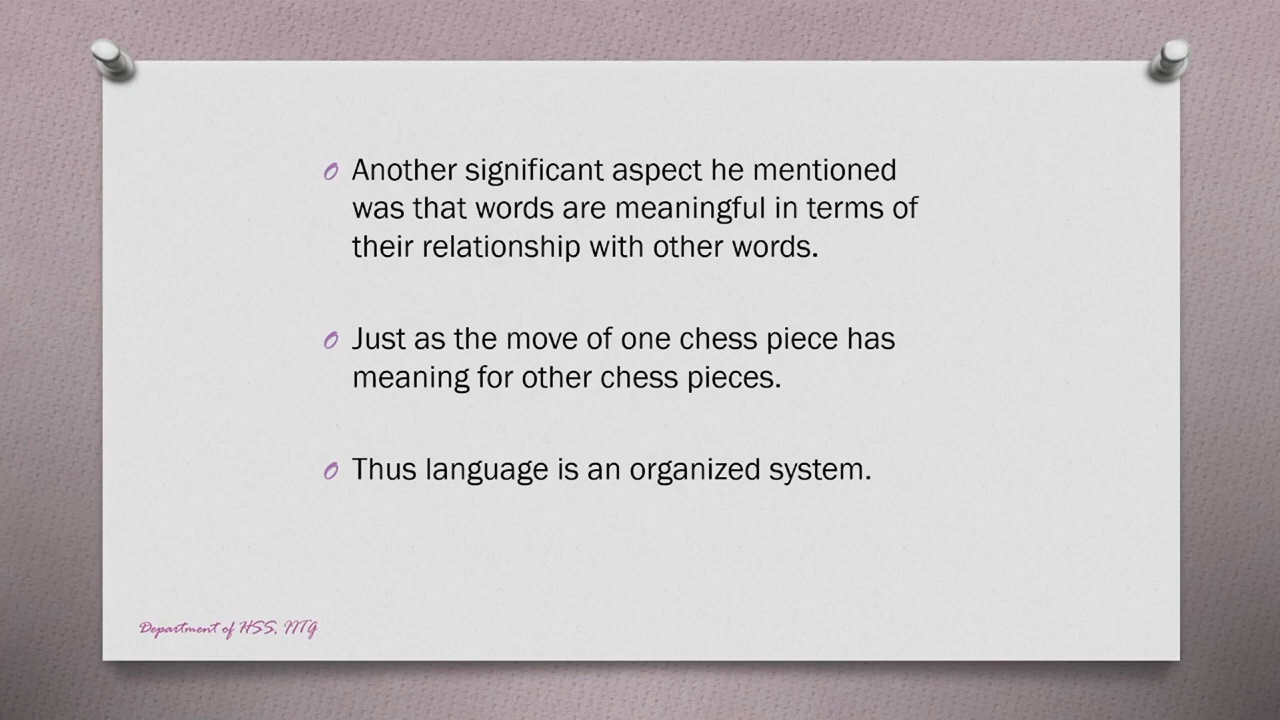 Another significant aspect he mentioned
was that words are meaningful in terms of
their relationship with other words.
Just as the move of one chess piece has
meaning for other chess pieces.
Thus language is an organized system.
Department of HSS, IITG